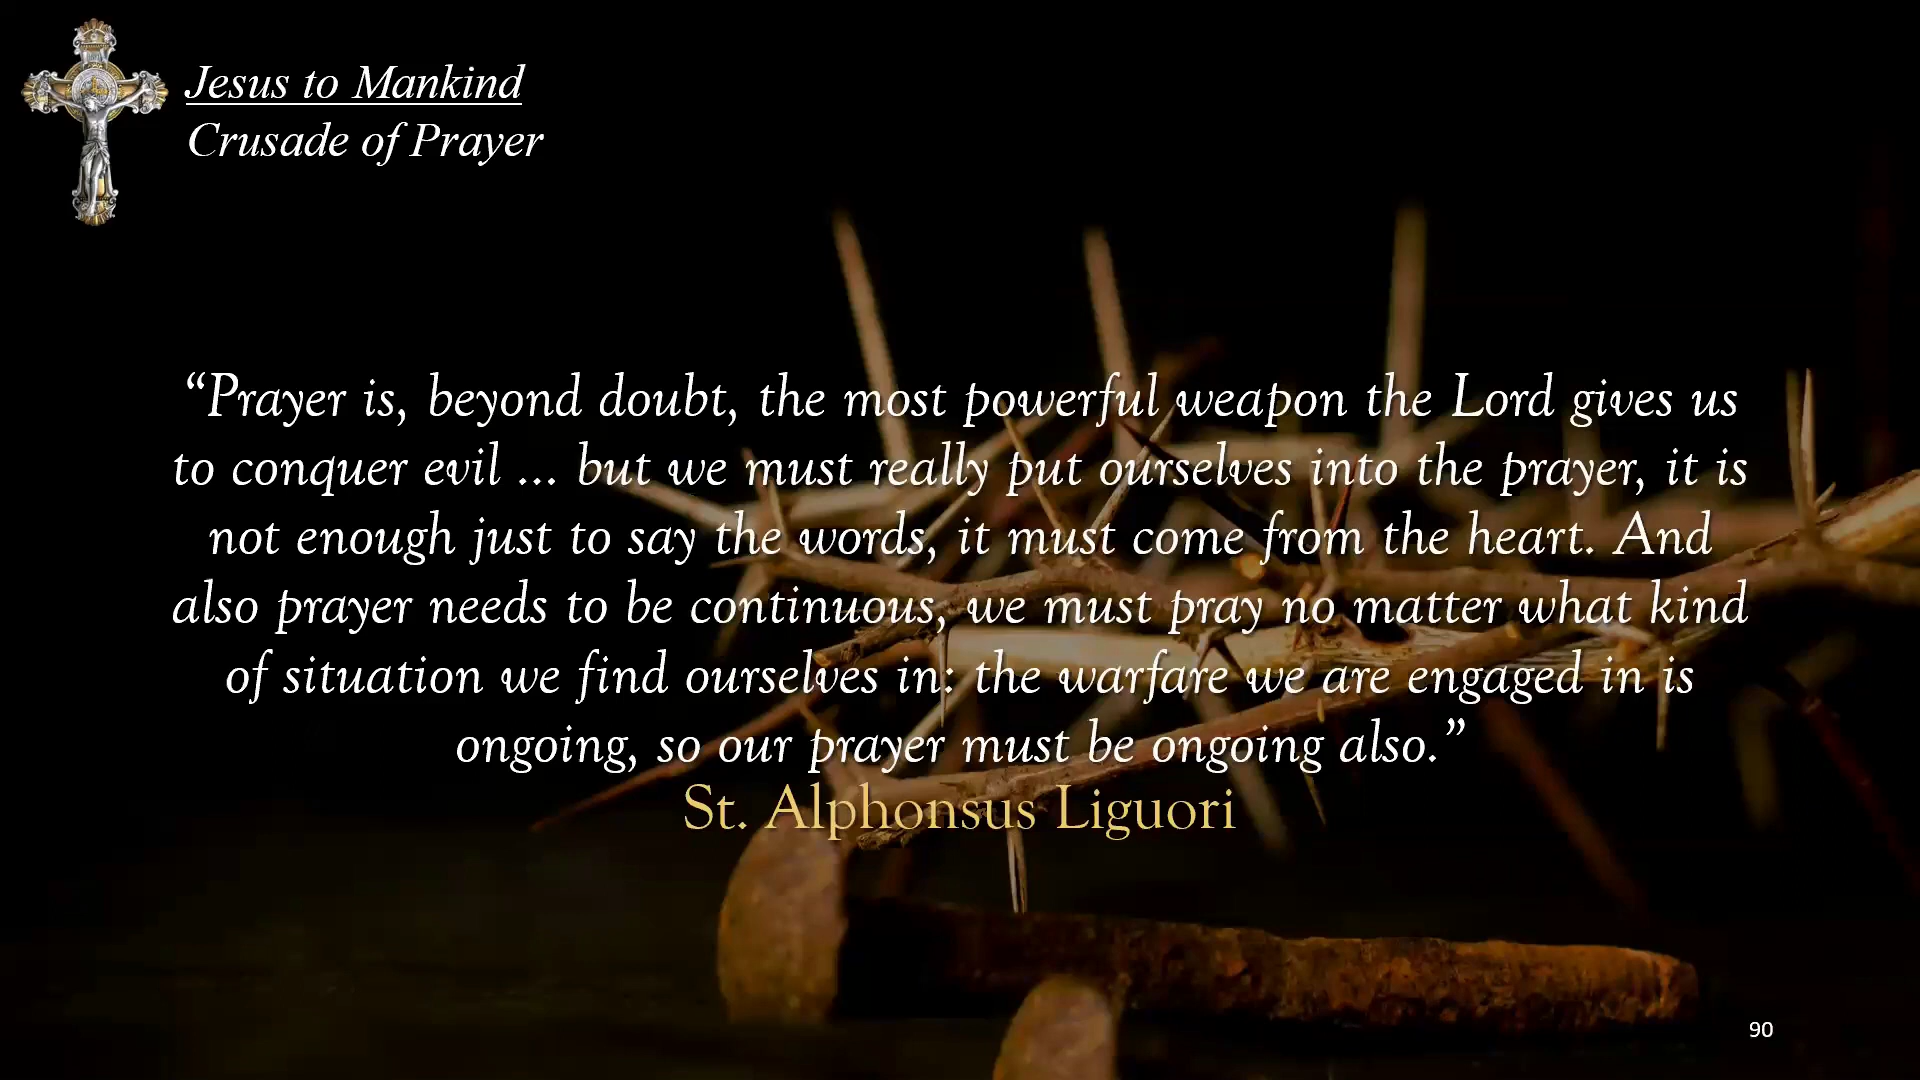 Jesus to Mankind
Crusade of Prayer
“Prayer is, beyond doubt, the most powerful weapon the Lord gives us
to conquer evil ... but we must really put ourselves into the prayer, it is
not enough just to say the words, it must come from the heart. And
also prayer needs to be continuous, we must pray no matter what kind
of situation we find ourselves in: the warfare we are engaged in is
ongoing, so our prayer must be ongoing also.”
St. Alphonsus Liguori
90